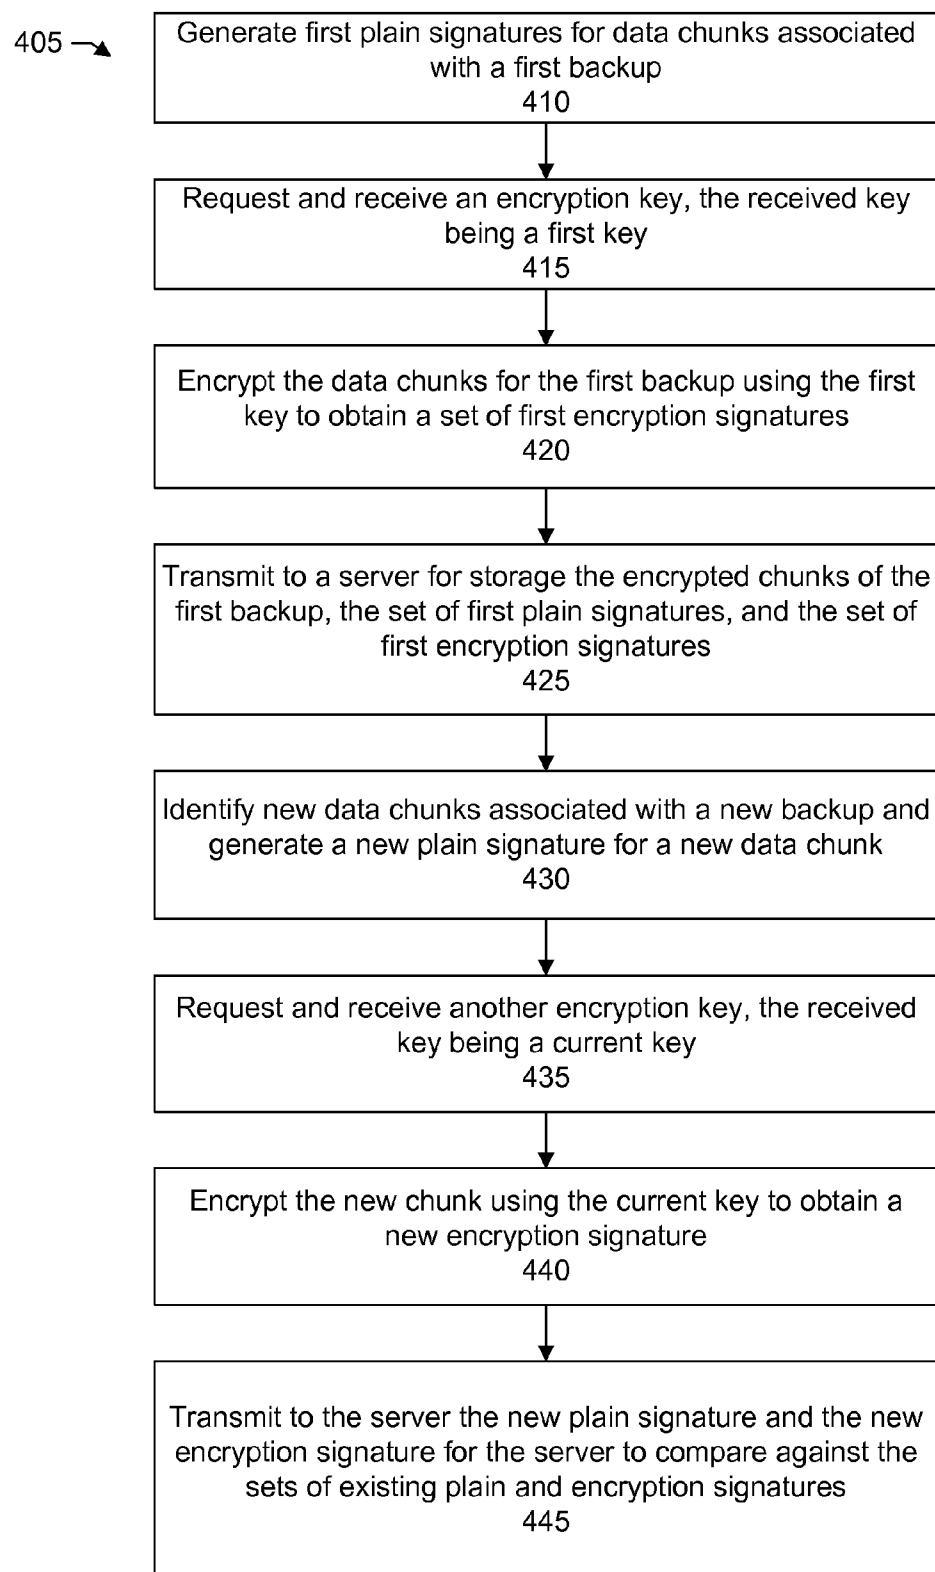 405
Generate first plain signatures for data chunks associated
with a first backup
410
Request and receive an encryption key, the received key
being a first key
415
Encrypt the data chunks for the first backup using the first
key to obtain a set of first encryption signatures
420
Transmit to a server for storage the encrypted chunks of the
first backup, the set of first plain signatures, and the set of
first encryption signatures
425
Identify new data chunks associated with a new backup and
generate a new plain signature for a new data chunk
430
Request and receive another encryption key, the received
key being a current key
435
Encrypt the new chunk using the current key to obtain a
new encryption signature
440
Transmit to the server the new plain signature and the new
encryption signature for the server to compare against the
sets of existing plain and encryption signatures
445